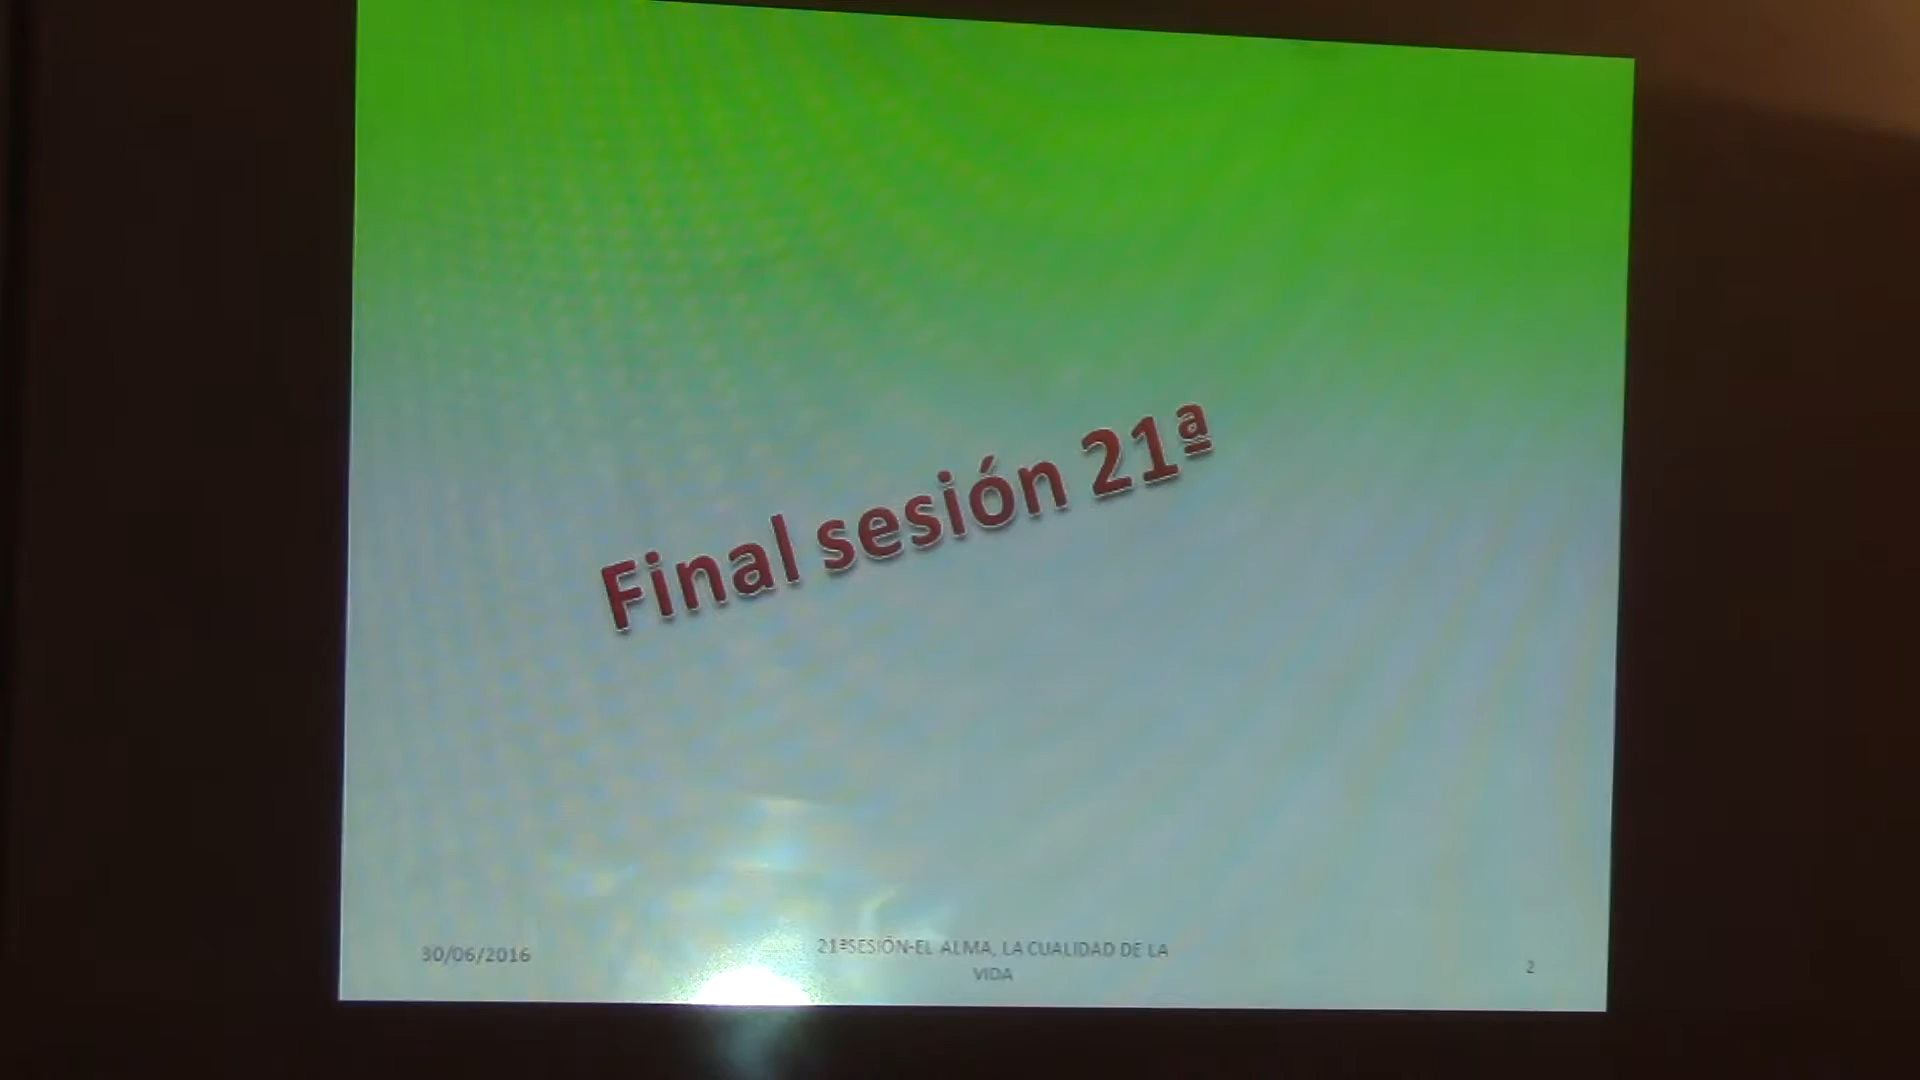 Final sesión 21ª
30/06/2016
21ªSESIÓN-EL ALMA, LA CUALIDAD DE LA
VIDA
2